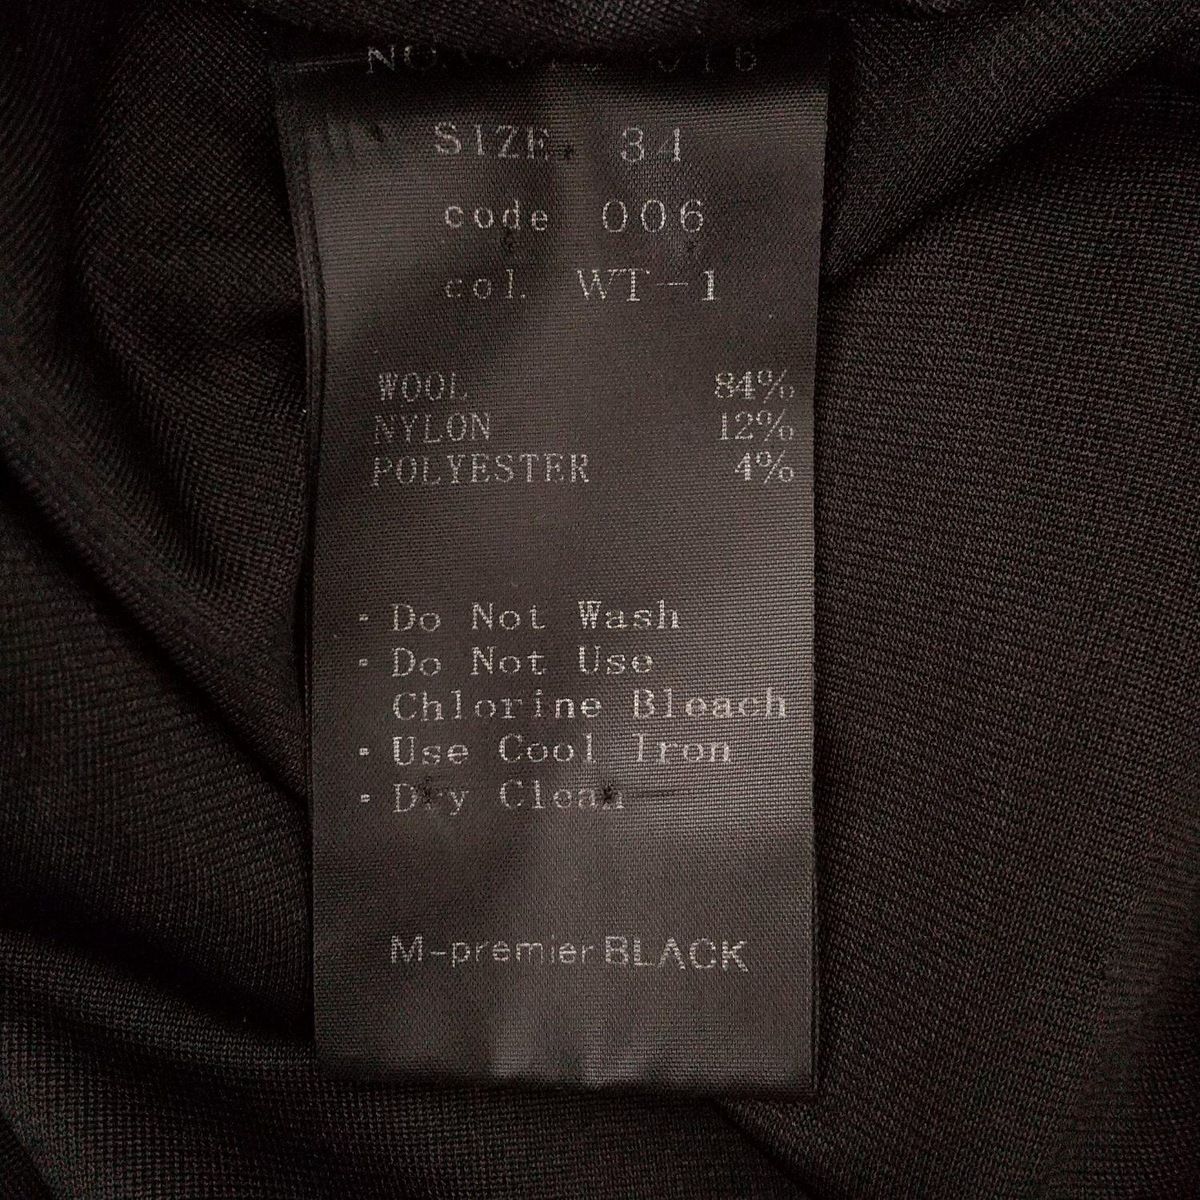 SIZE 34
code 006
col. WT-1
WOOL 84%
NYLON 12%
POLYESTER 4%
· Do Not Wash
· Do Not Use
Chlorine Bleach
· Use Cool Iron
· Dry Clean
M-premier BLACK